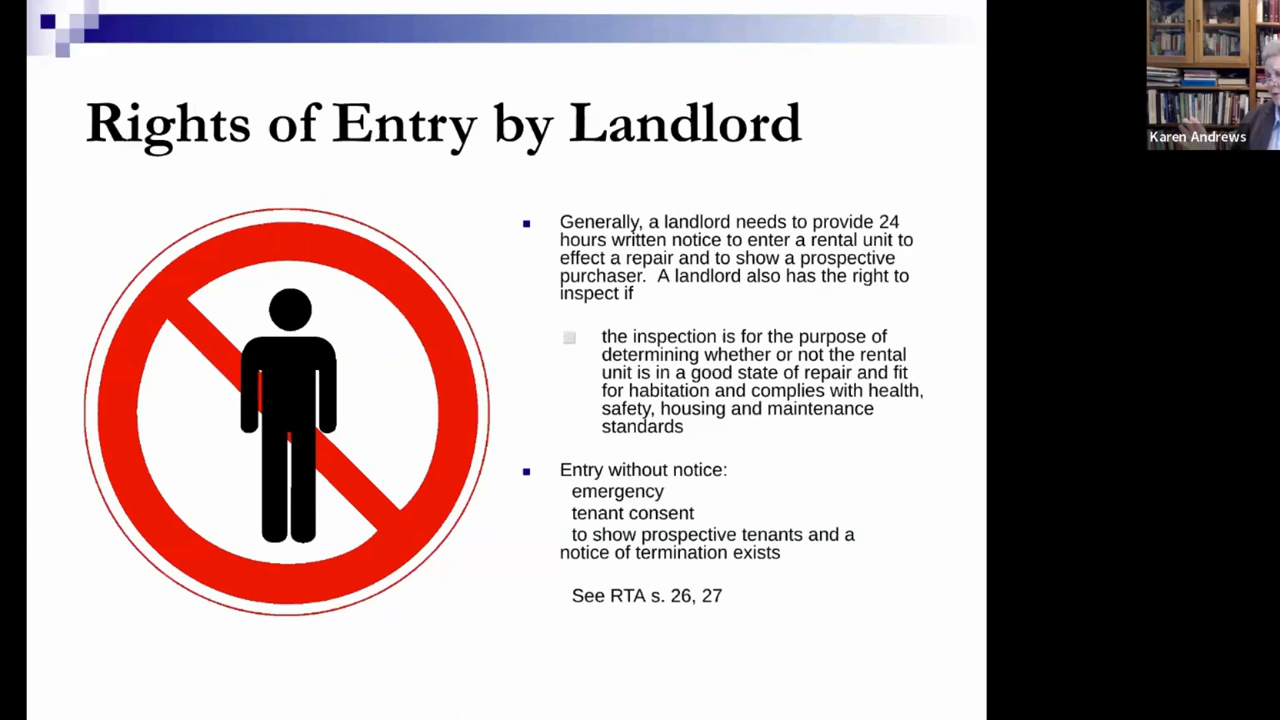 Rights of Entry by Landlord
Generally, a landlord needs to provide 24
hours written notice to enter a rental unit to
effect a repair and to show a prospective
purchaser.  A landlord also has the right to
inspect if
the inspection is for the purpose of
determining whether or not the rental
unit is in a good state of repair and fit
for habitation and complies with health,
safety, housing and maintenance
standards
Entry without notice:
emergency
tenant consent
to show prospective tenants and a
notice of termination exists
See RTA s. 26, 27
Karen Andrews